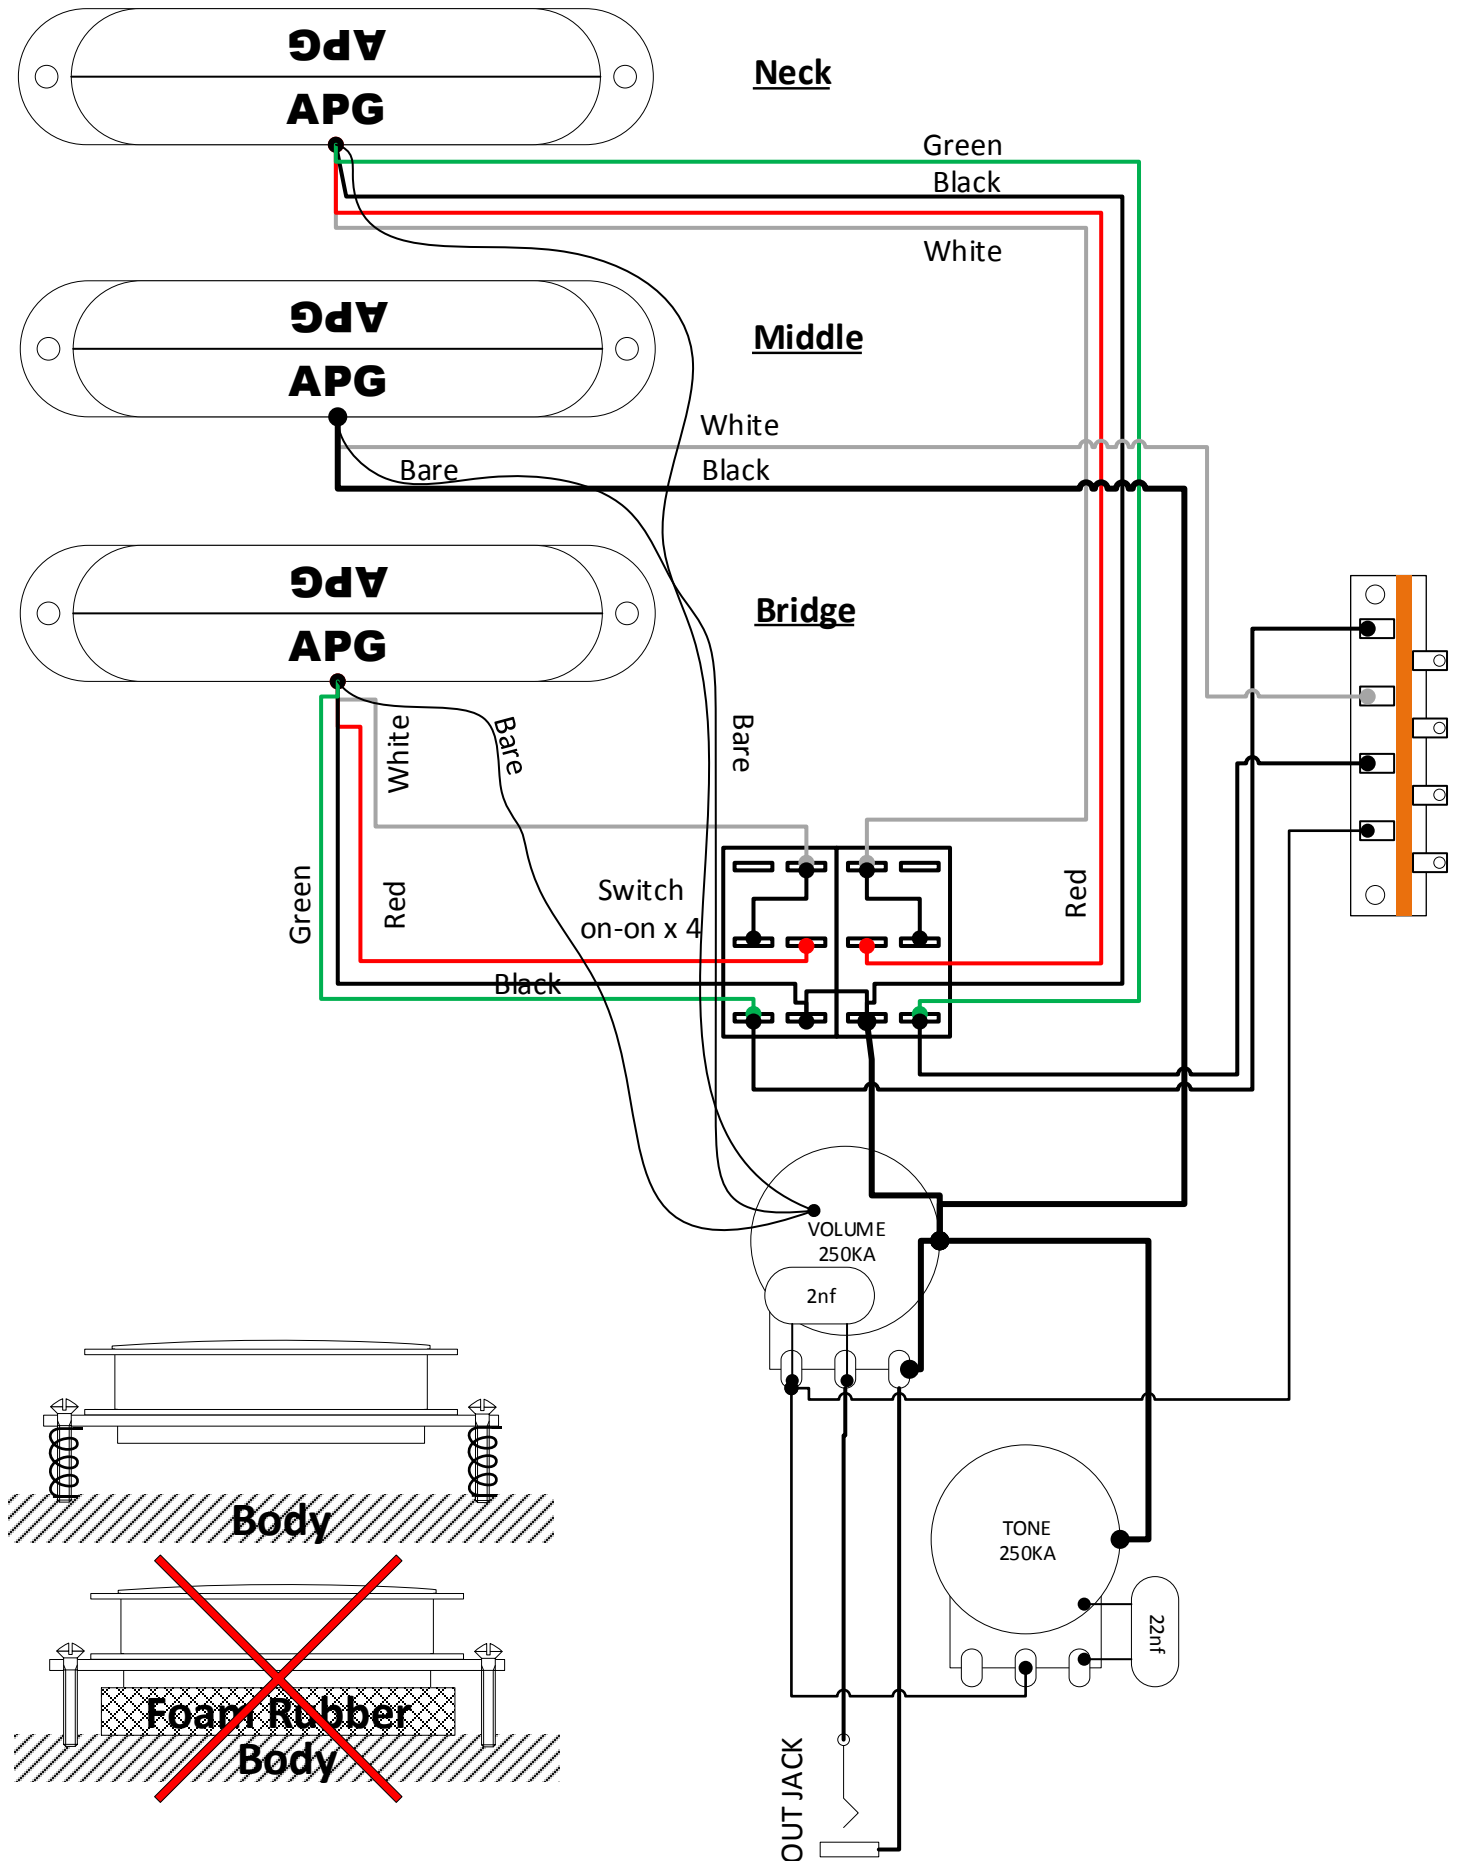 APG
APG
Neck
Green
Black
White
APG
APG
Middle
White
Bare
Black
APG
APG
Bridge
White
Bare
Bare
Green
Red
Switch
on-on x 4
Red
Black
VOLUME
250KA
2nf
Body
TONE
250KA
22nf
Foam Rubber
Body
OUT JACK